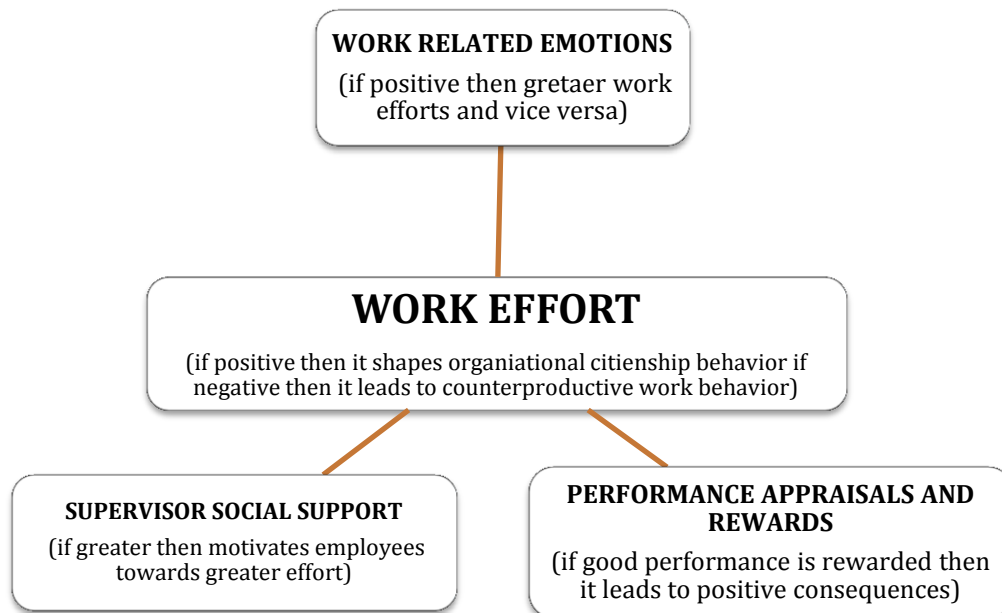 WORK RELATED EMOTIONS
(if positive then gretaer work
efforts and vice versa)
WORK EFFORT
(if positive then it shapes organiational citienship behavior if
negative then it leads to counterproductive work behavior)
SUPERVISOR SOCIAL SUPPORT
(if greater then motivates employees
towards greater effort)
PERFORMANCE APPRAISALS AND
REWARDS
(if good performance is rewarded then
it leads to positive consequences)